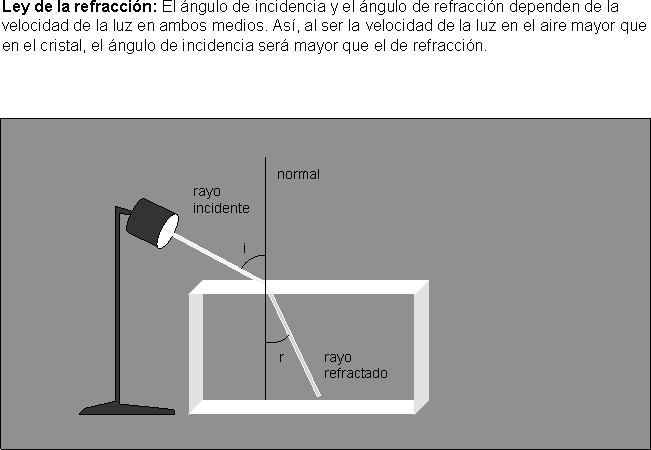 Ley de la refracción: El ángulo de incidencia y el ángulo de refracción dependen de la
velocidad de la luz en ambos medios. Así, al ser la velocidad de la luz en el aire mayor que
en el cristal, el ángulo de incidencia será mayor que el de refracción.
normal
rayo
incidente
i
r
rayo
refractado